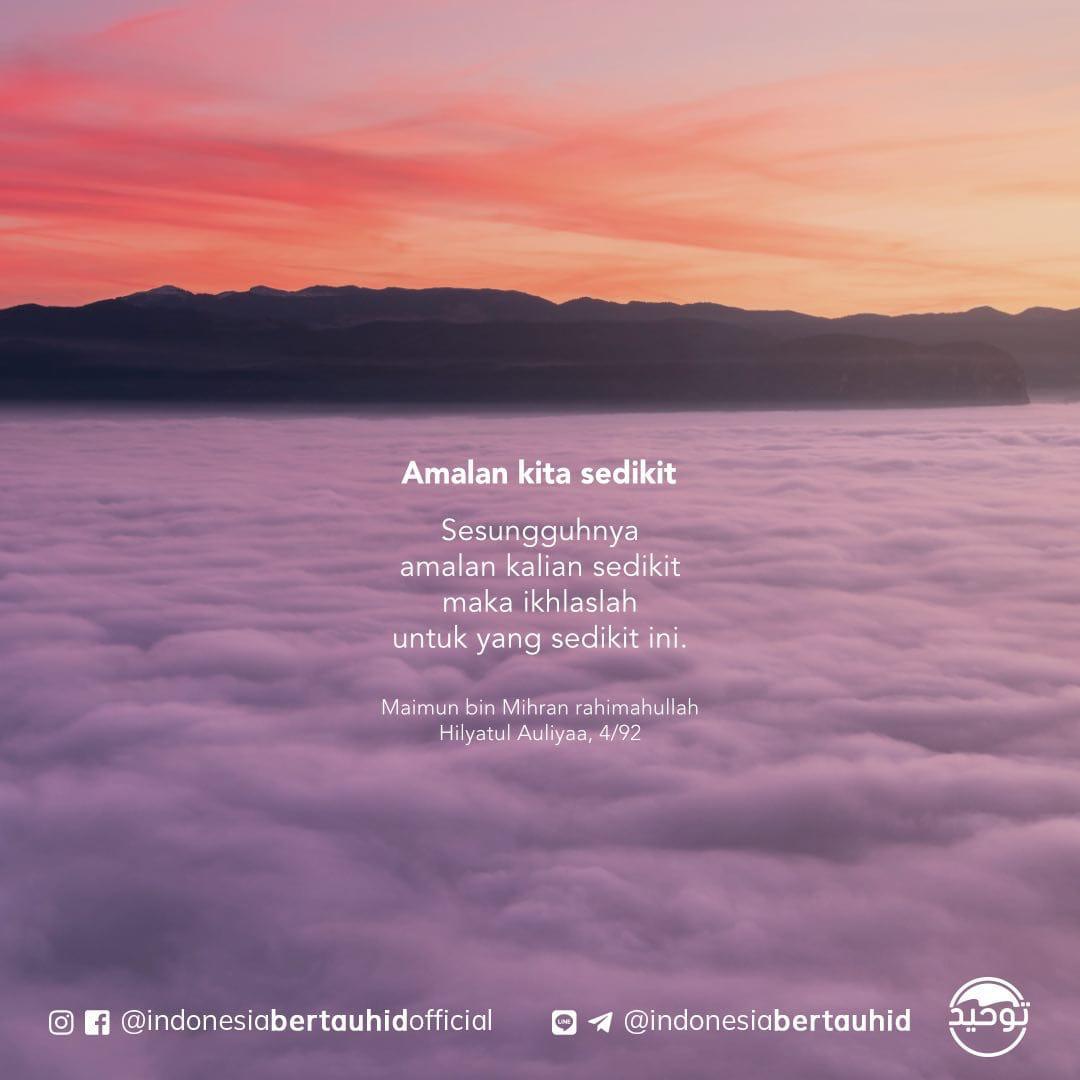 Amalan kita sedikit
Sesungguhnya
amalan kalian sedikit
maka ikhlaslah
untuk yang sedikit ini.
Maimun bin Mihran rahimahullah
Hilyatul Auliyaa, 4/92
@indonesiabertauhidofficial
LINE @indonesiabertauhid
توحيد